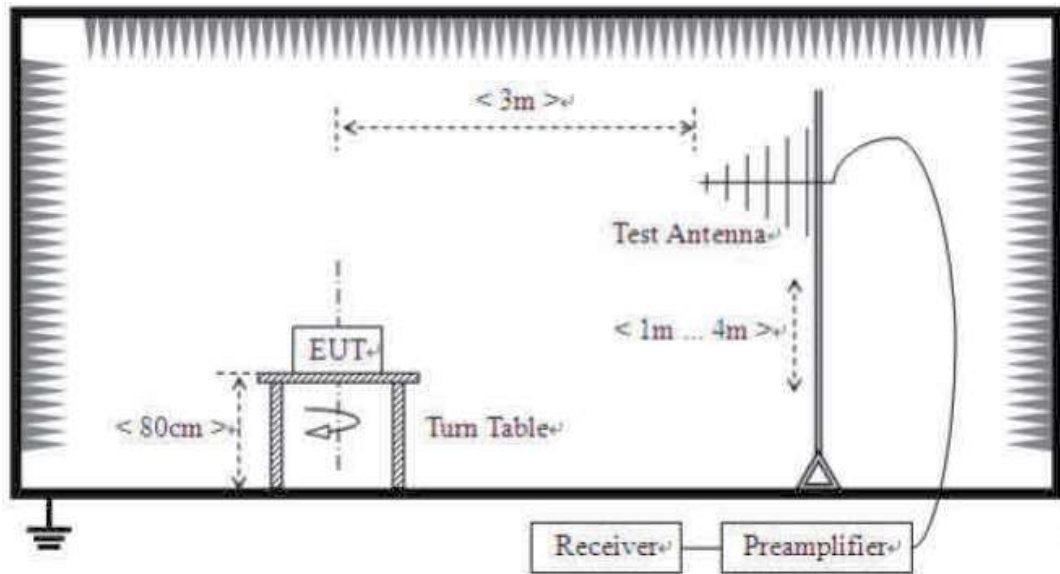 < 3m >↵
Test Antenna↵
< 1m ... 4m >↵
EUT↵
< 80cm >↵
Turn Table↵
Receiver↵
Preamplifier↵